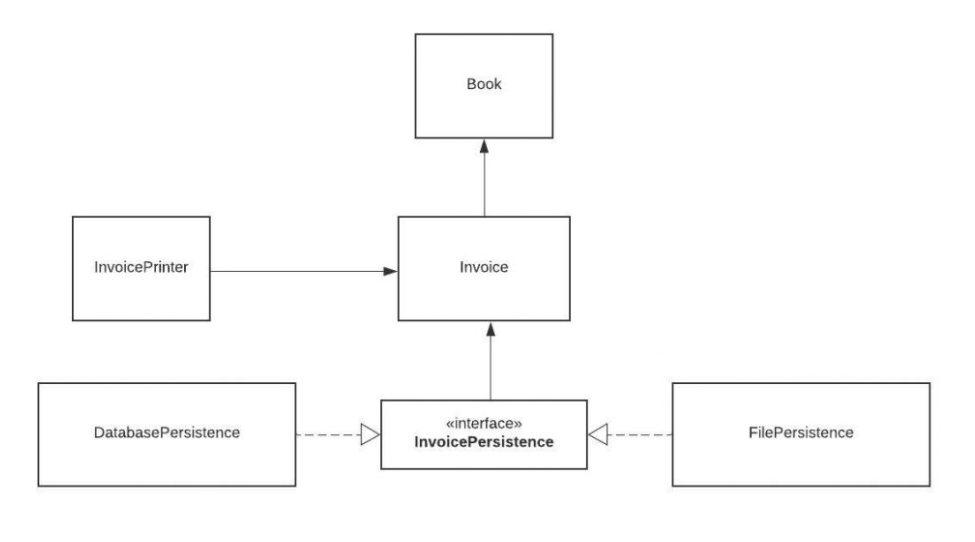 Book
InvoicePrinter
Invoice
DatabasePersistence
«interface»
InvoicePersistence
FilePersistence